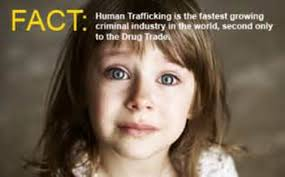 FACT: Human Trafficking is the fastest growing
criminal industry in the world, second only
to the Drug Trade.